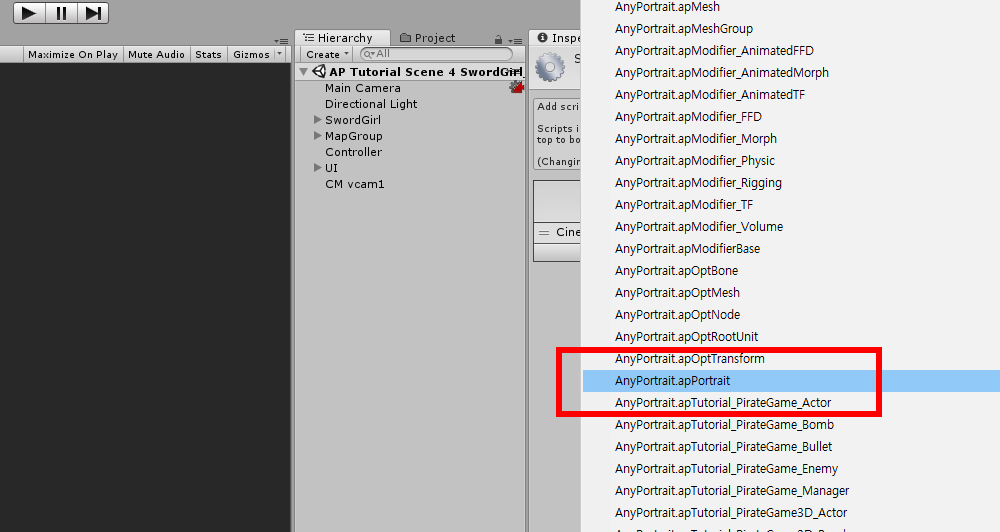 Maximize On Play Mute Audio Stats Gizmos
Hierarchy Project
Create All
AP Tutorial Scene 4 SwordGirl
Main Camera
Directional Light
SwordGirl
MapGroup
Controller
UI
CM vcam1
Inspe
S
Add scri
Scripts i
top to bo
(Changin
Cine
AnyPortrait.apMesh
AnyPortrait.apMeshGroup
AnyPortrait.apModifier_AnimatedFFD
AnyPortrait.apModifier_AnimatedMorph
AnyPortrait.apModifier_AnimatedTF
AnyPortrait.apModifier_FFD
AnyPortrait.apModifier_Morph
AnyPortrait.apModifier_Physic
AnyPortrait.apModifier_Rigging
AnyPortrait.apModifier_TF
AnyPortrait.apModifier_Volume
AnyPortrait.apModifierBase
AnyPortrait.apOptBone
AnyPortrait.apOptMesh
AnyPortrait.apOptNode
AnyPortrait.apOptRootUnit
AnyPortrait.apOptTransform
AnyPortrait.apPortrait
AnyPortrait.apTutorial_PirateGame_Actor
AnyPortrait.apTutorial_PirateGame_Bomb
AnyPortrait.apTutorial_PirateGame_Bullet
AnyPortrait.apTutorial_PirateGame_Enemy
AnyPortrait.apTutorial_PirateGame_Manager
AnyPortrait.apTutorial_PirateGame3D_Actor